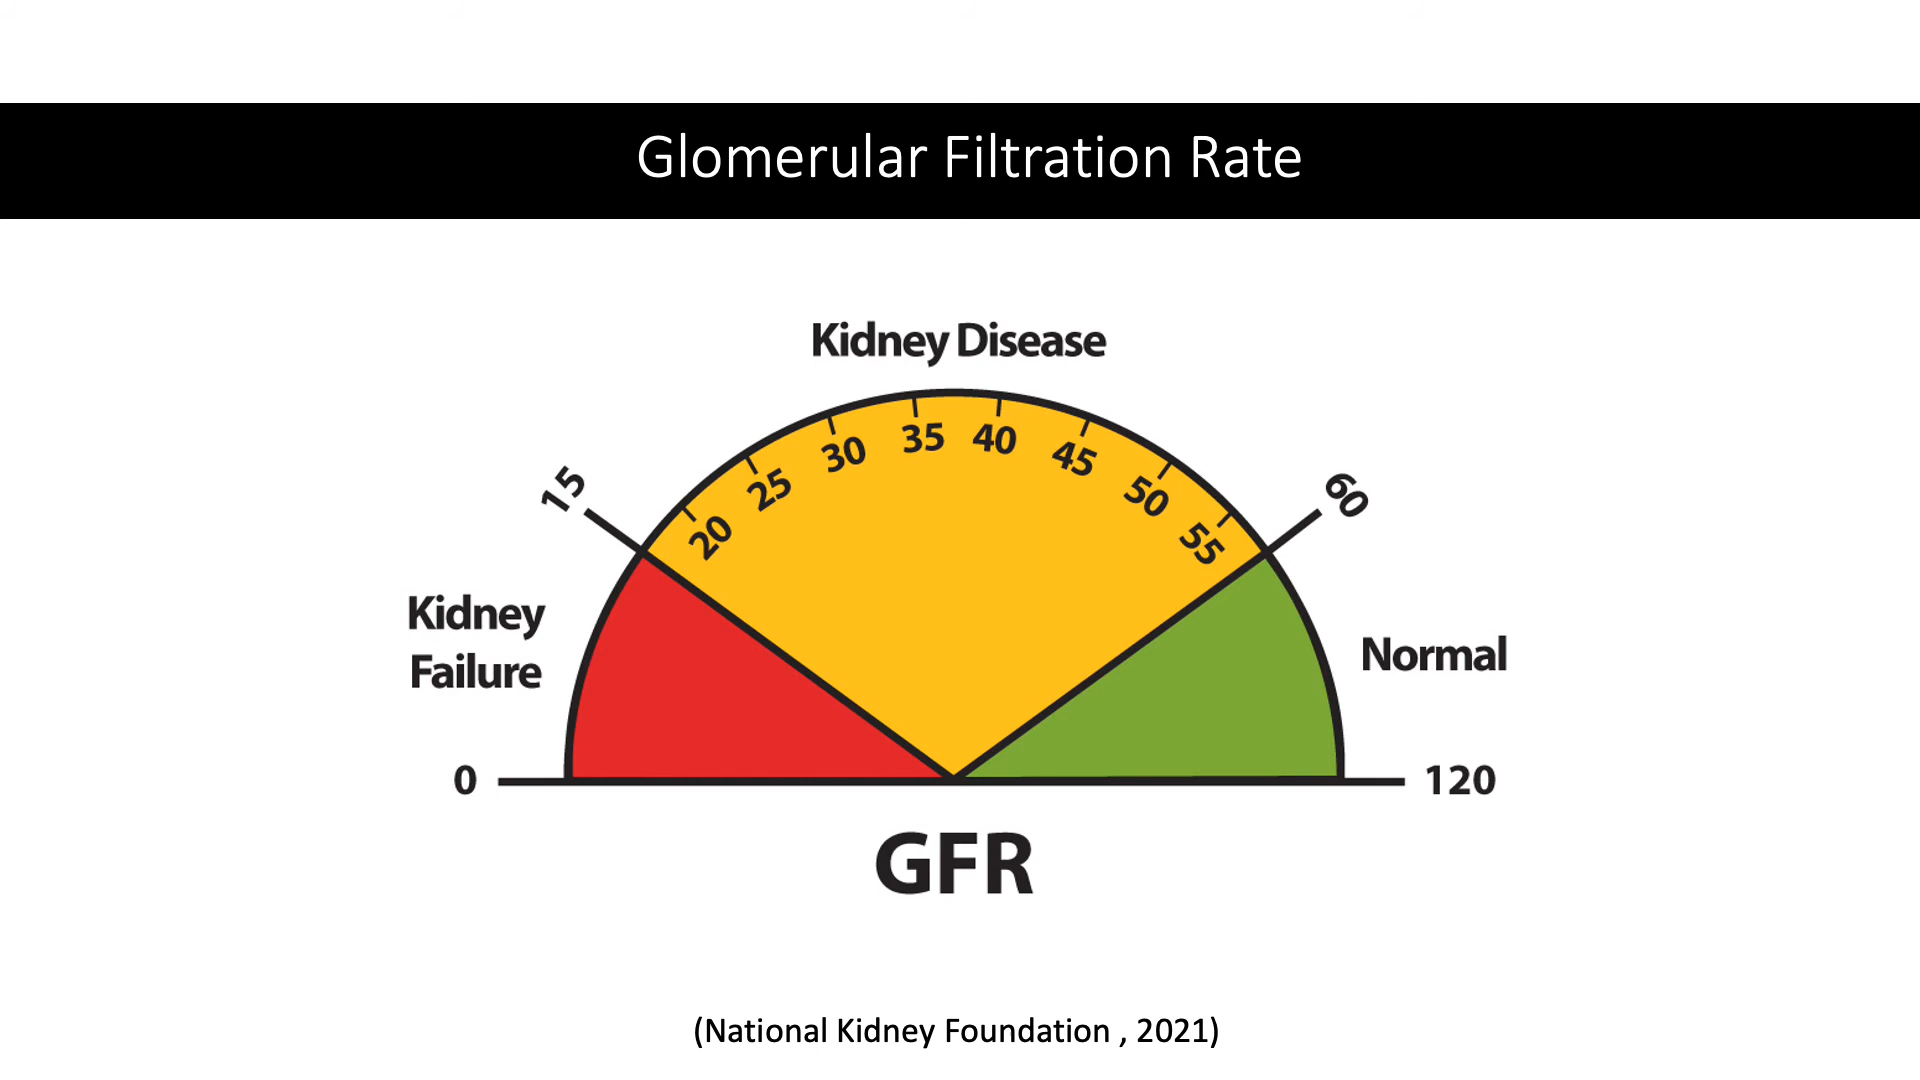 Glomerular Filtration Rate
Kidney Disease
15
20
25
30
35
40
45
50
55
60
Kidney
Failure
Normal
0
120
GFR
(National Kidney Foundation , 2021)